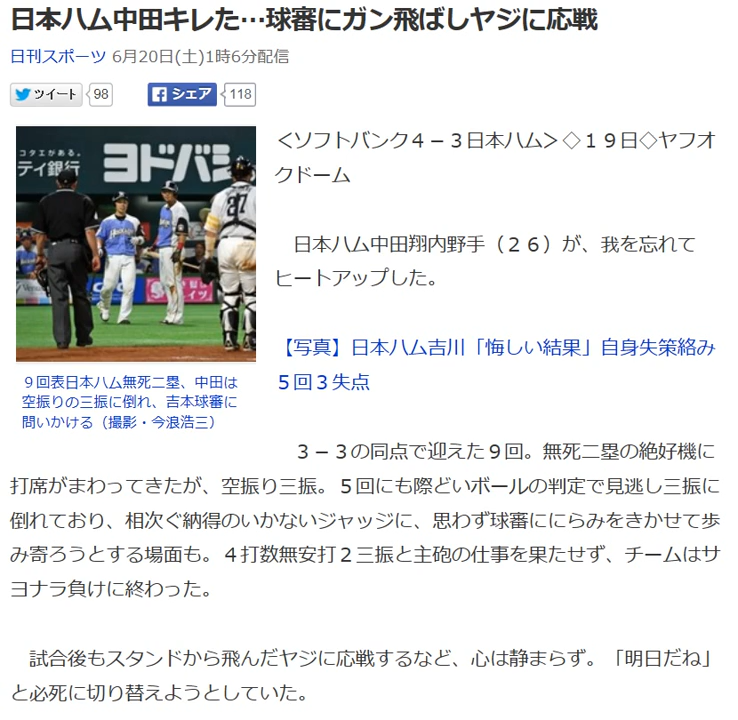 日本ハム中田キレた…球審にガン飛ばしヤジに応戦
日刊スポーツ 6月20日(土)1時6分配信
ツイート 98 シェア 118
コタエがある。
ティ銀行 ヨドバシ
27
＜ソフトバンク４－３日本ハム＞◇１９日◇ヤフオ
クドーム
日本ハム中田翔内野手（２６）が、我を忘れて
ヒートアップした。
【写真】日本ハム吉川「悔しい結果」自身失策絡み
５回３失点
９回表日本ハム無死二塁、中田は
空振りの三振に倒れ、吉本球審に
問いかける（撮影・今浪浩三）
３－３の同点で迎えた９回。無死二塁の絶好機に
打席がまわってきたが、空振り三振。５回にも際どいボールの判定で見逃し三振に
倒れており、相次ぐ納得のいかないジャッジに、思わず球審ににらみをきかせて歩
み寄ろうとする場面も。４打数無安打２三振と主砲の仕事を果たせず、チームはサ
ヨナラ負けに終わった。
試合後もスタンドから飛んだヤジに応戦するなど、心は静まらず。「明日だね」
と必死に切り替えようとしていた。